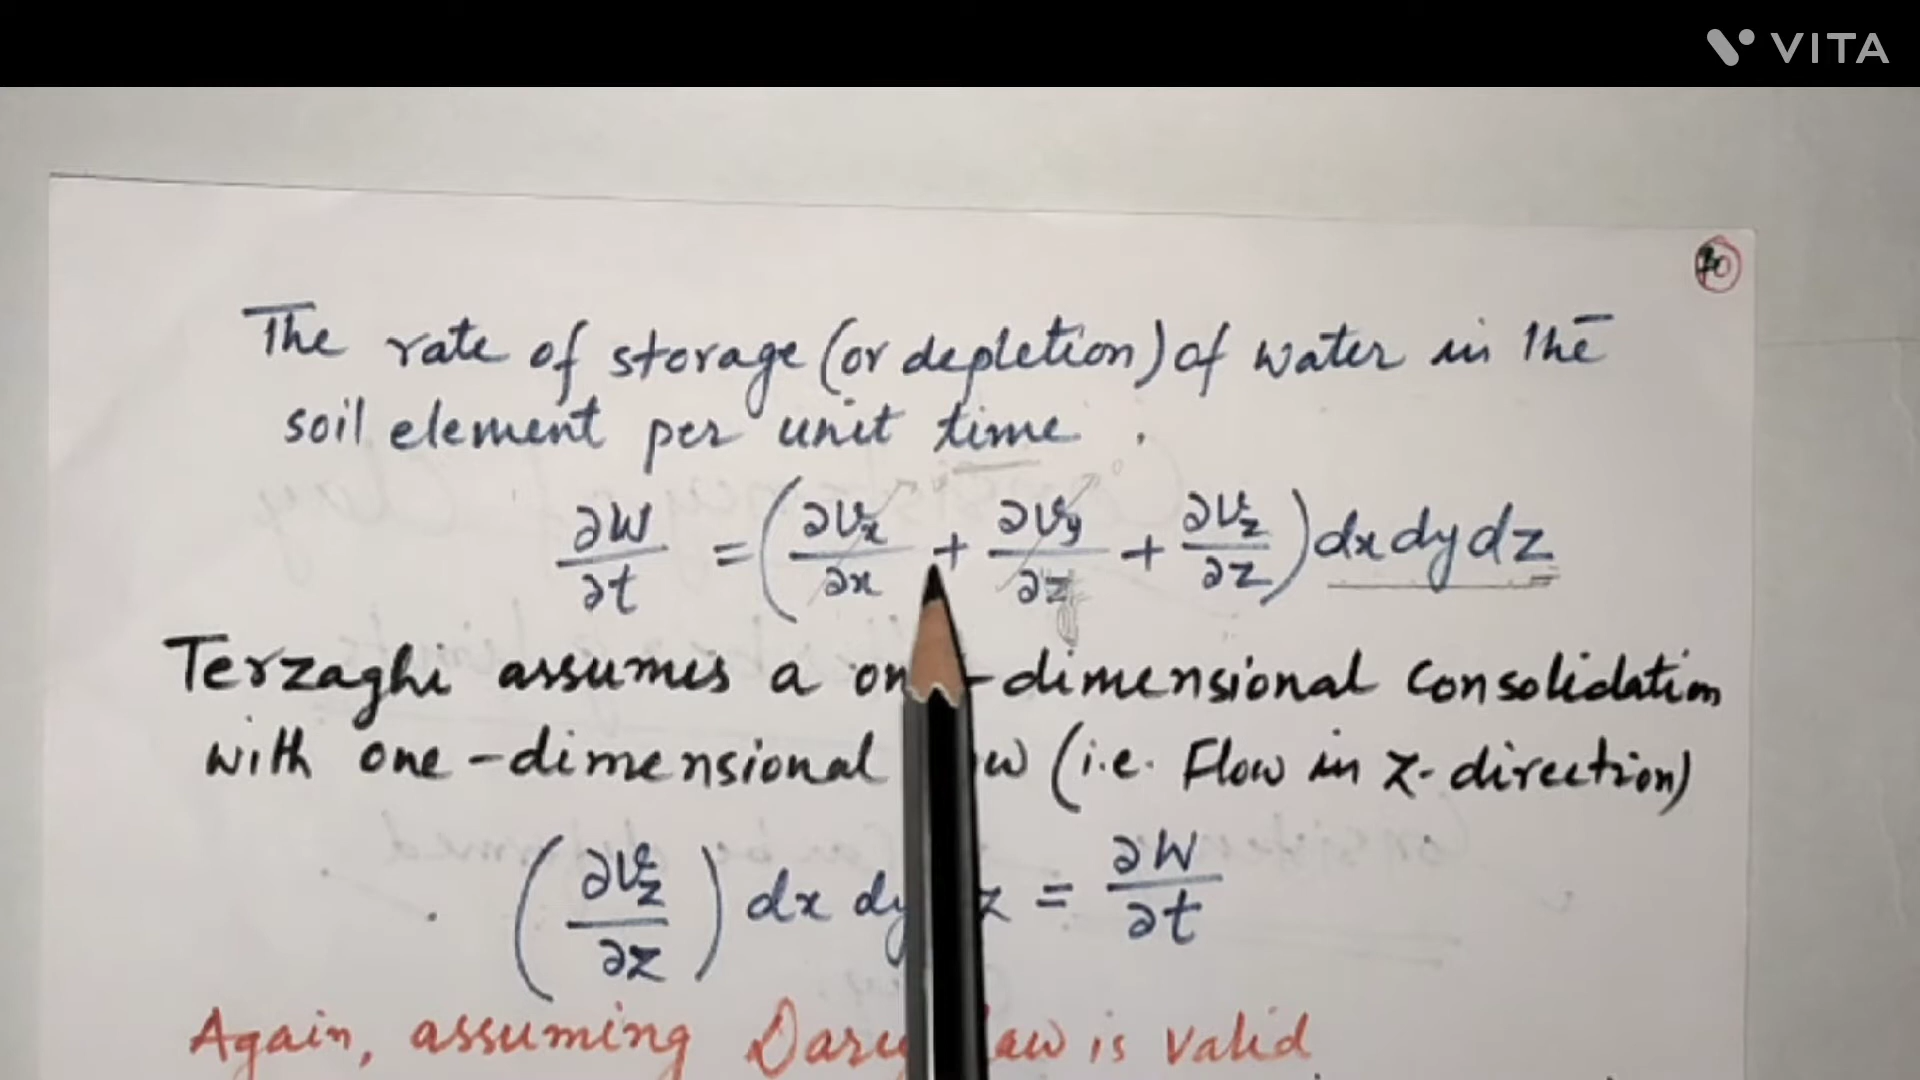 VITA
The rate of storage (or depletion) of water in the
soil element per unit time.
∂W/∂t = (∂vx/∂x + ∂vy/∂z + ∂vz/∂z) dx dy dz
Terzaghi assumes a -dimensional Consolidation
with one-dimensional (i.e. Flow in z-direction)
(∂vz/∂z) dx dy z = ∂W/∂t
Again, assuming is valid